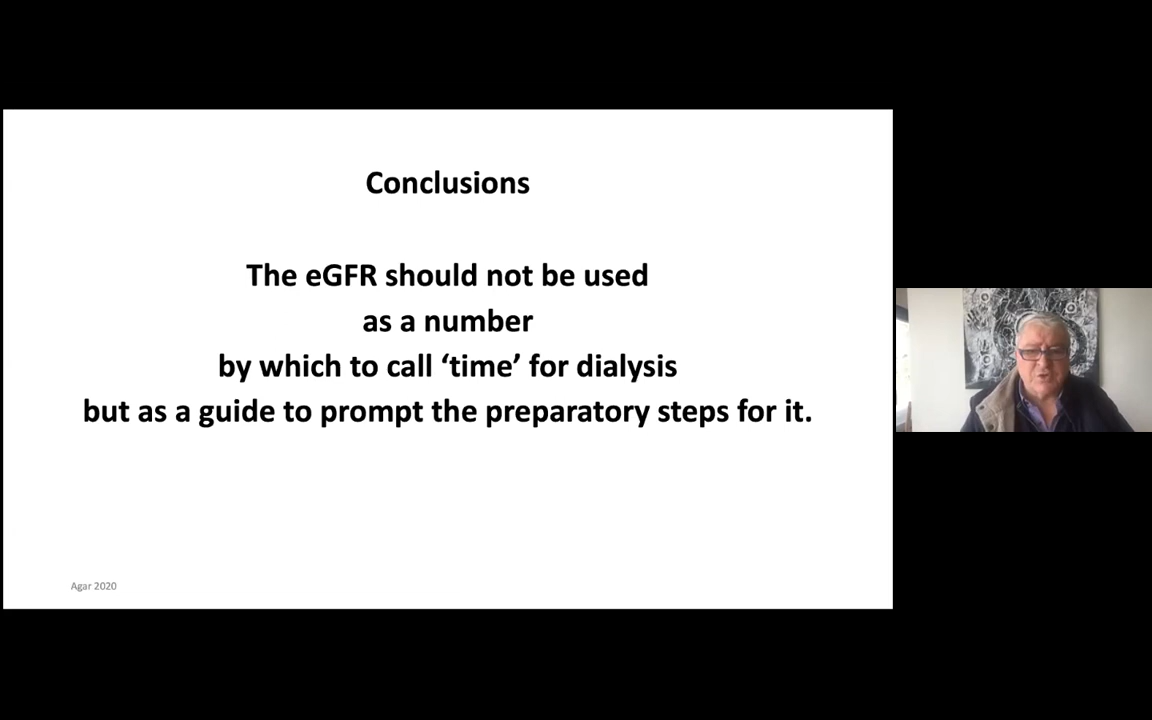 Conclusions
The eGFR should not be used
as a number
by which to call ‘time’ for dialysis
but as a guide to prompt the preparatory steps for it.
Agar 2020